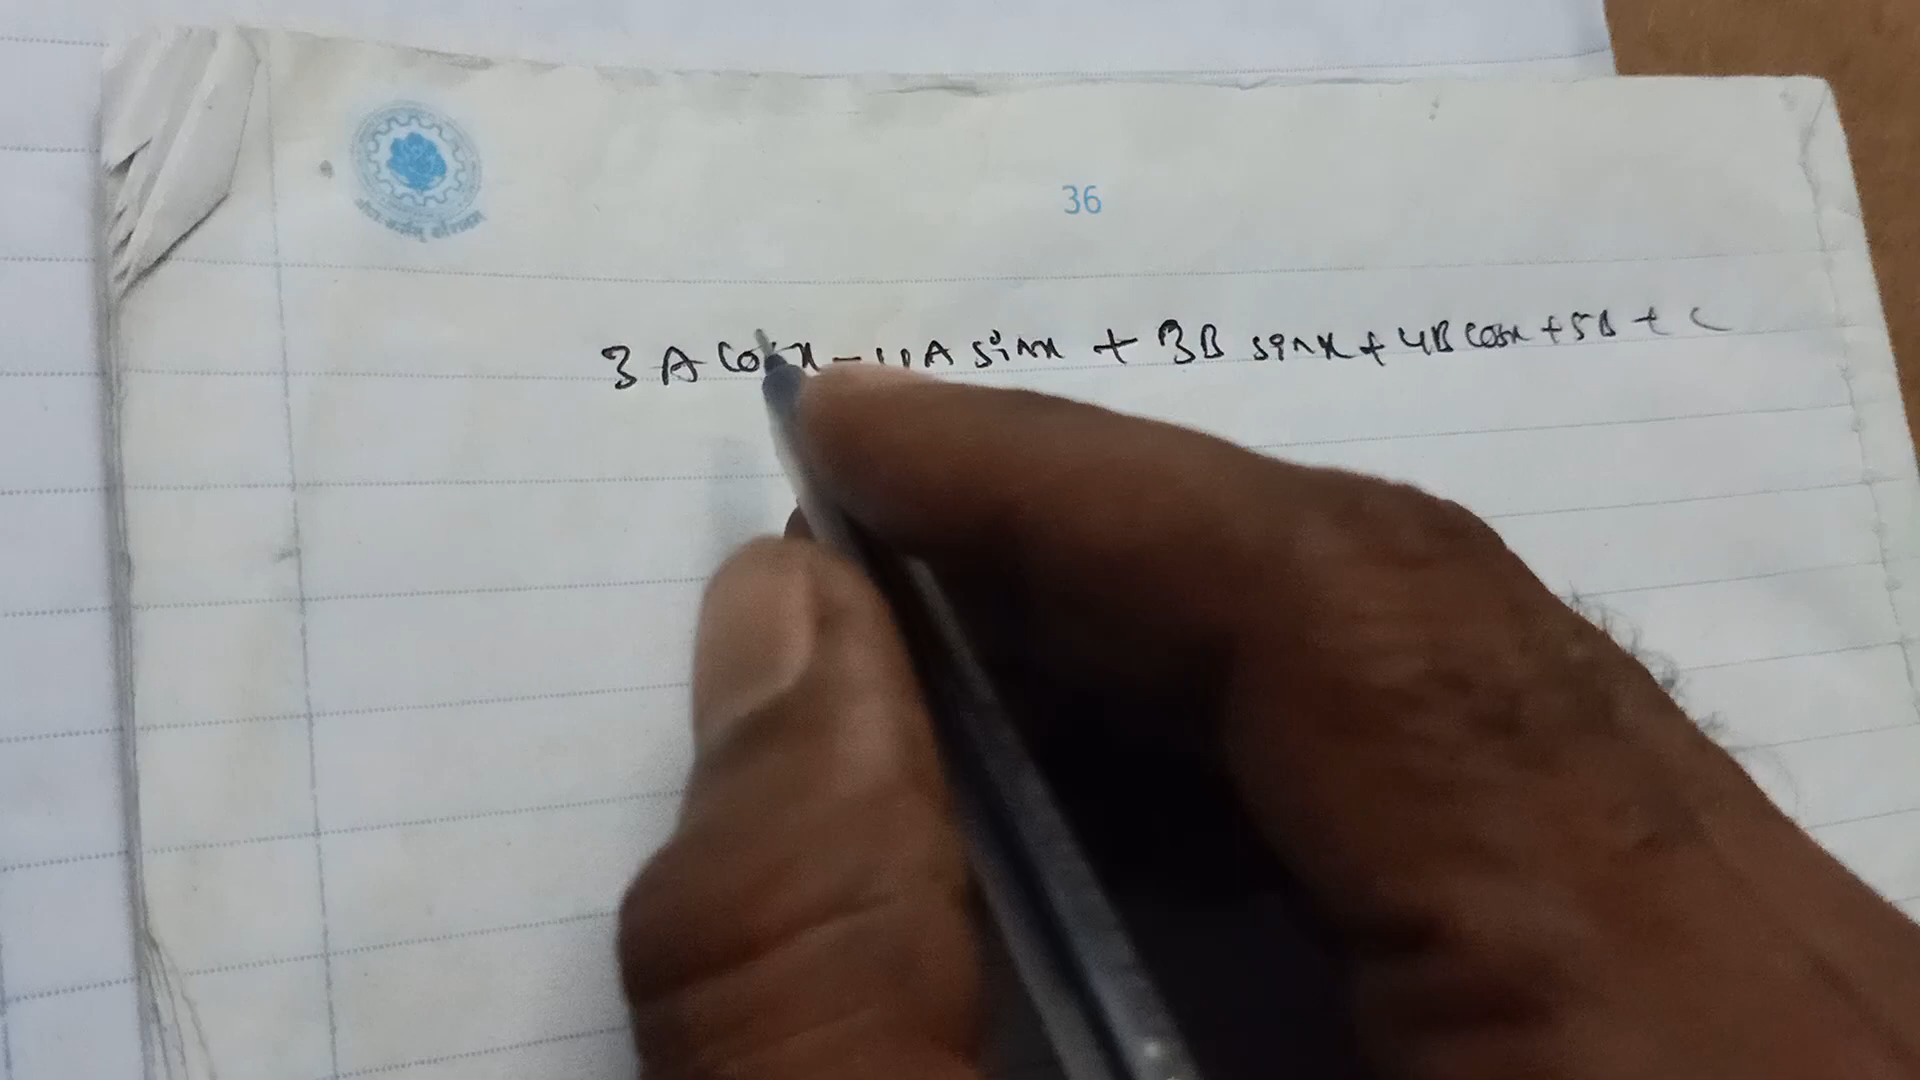 36
3 A cosx - 4A sinx + 3B sinx + 4B cosx + 5B + C